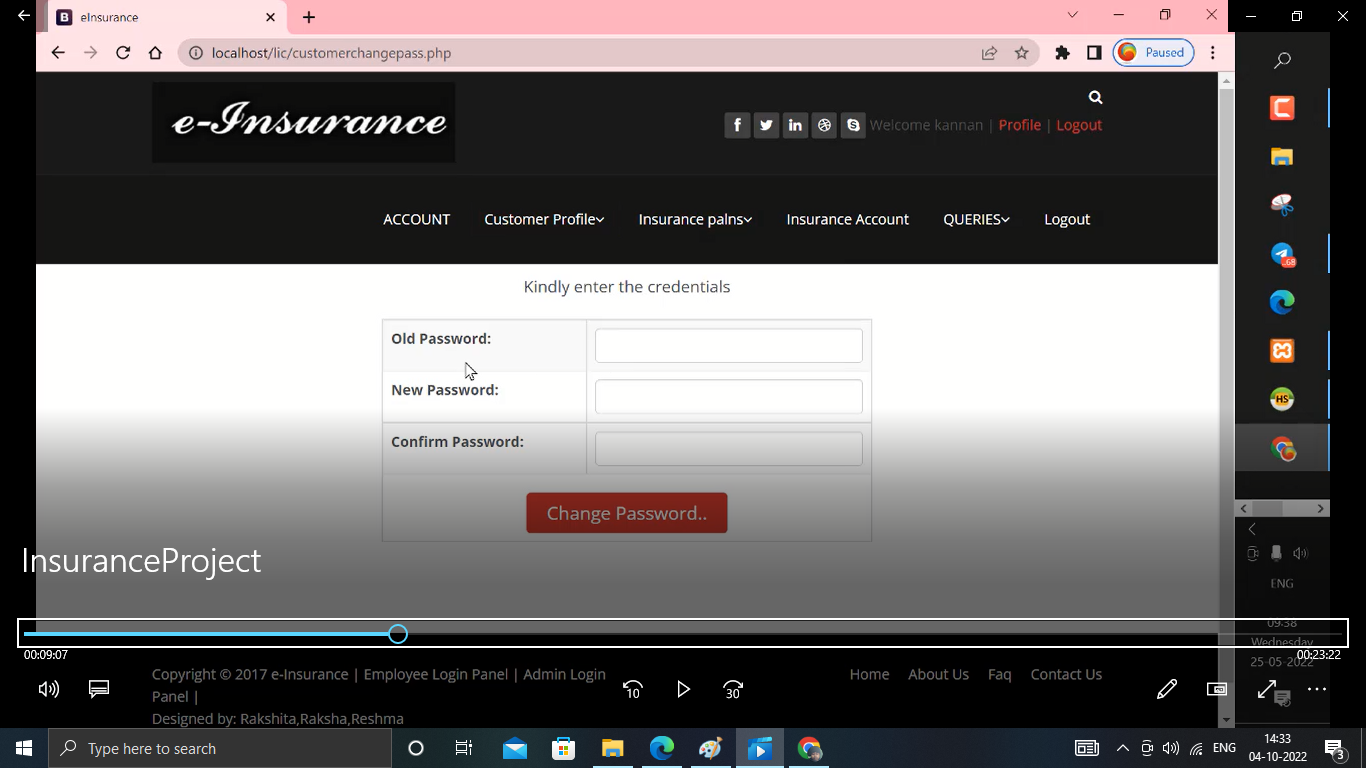 eInsurance
localhost/lic/customerchangepass.php
Paused
e-Insurance
Welcome kannan | Profile | Logout
ACCOUNT Customer Profile Insurance palns Insurance Account QUERIES Logout
Kindly enter the credentials
Old Password:
New Password:
Confirm Password:
Change Password..
.68
HS
InsuranceProject
ENG
09:38
Wednesday
25-05-2022
00:09:07
00:23:22
Copyright © 2017 e-Insurance | Employee Login Panel | Admin Login
Panel |
Designed by: Rakshita,Raksha,Reshma
Home About Us Faq Contact Us
10
30
Type here to search
ENG
14:33
04-10-2022
3